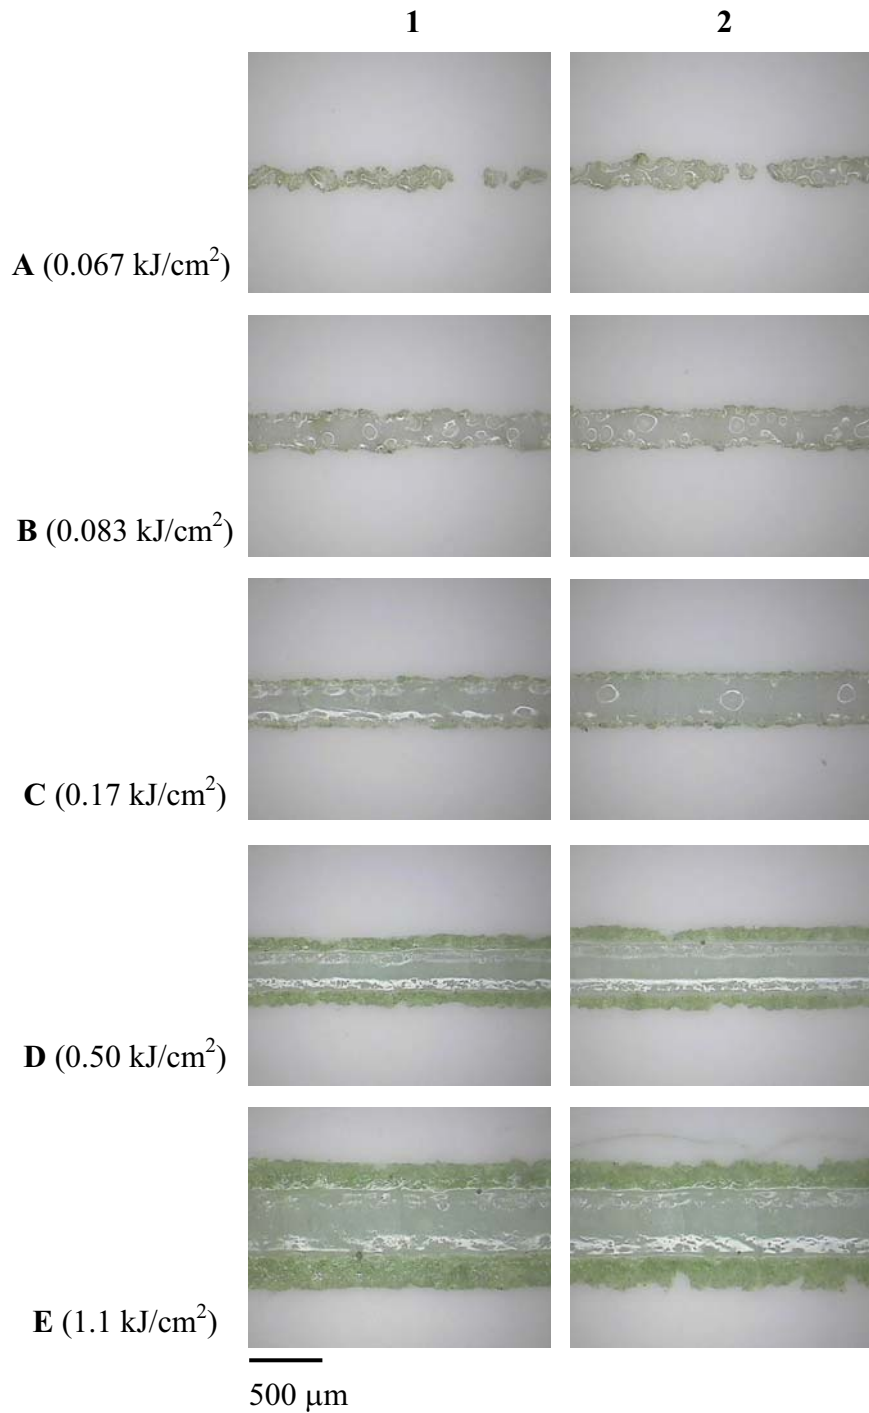 1 2
A (0.067 kJ/cm²)
B (0.083 kJ/cm²)
C (0.17 kJ/cm²)
D (0.50 kJ/cm²)
E (1.1 kJ/cm²)
500 μm